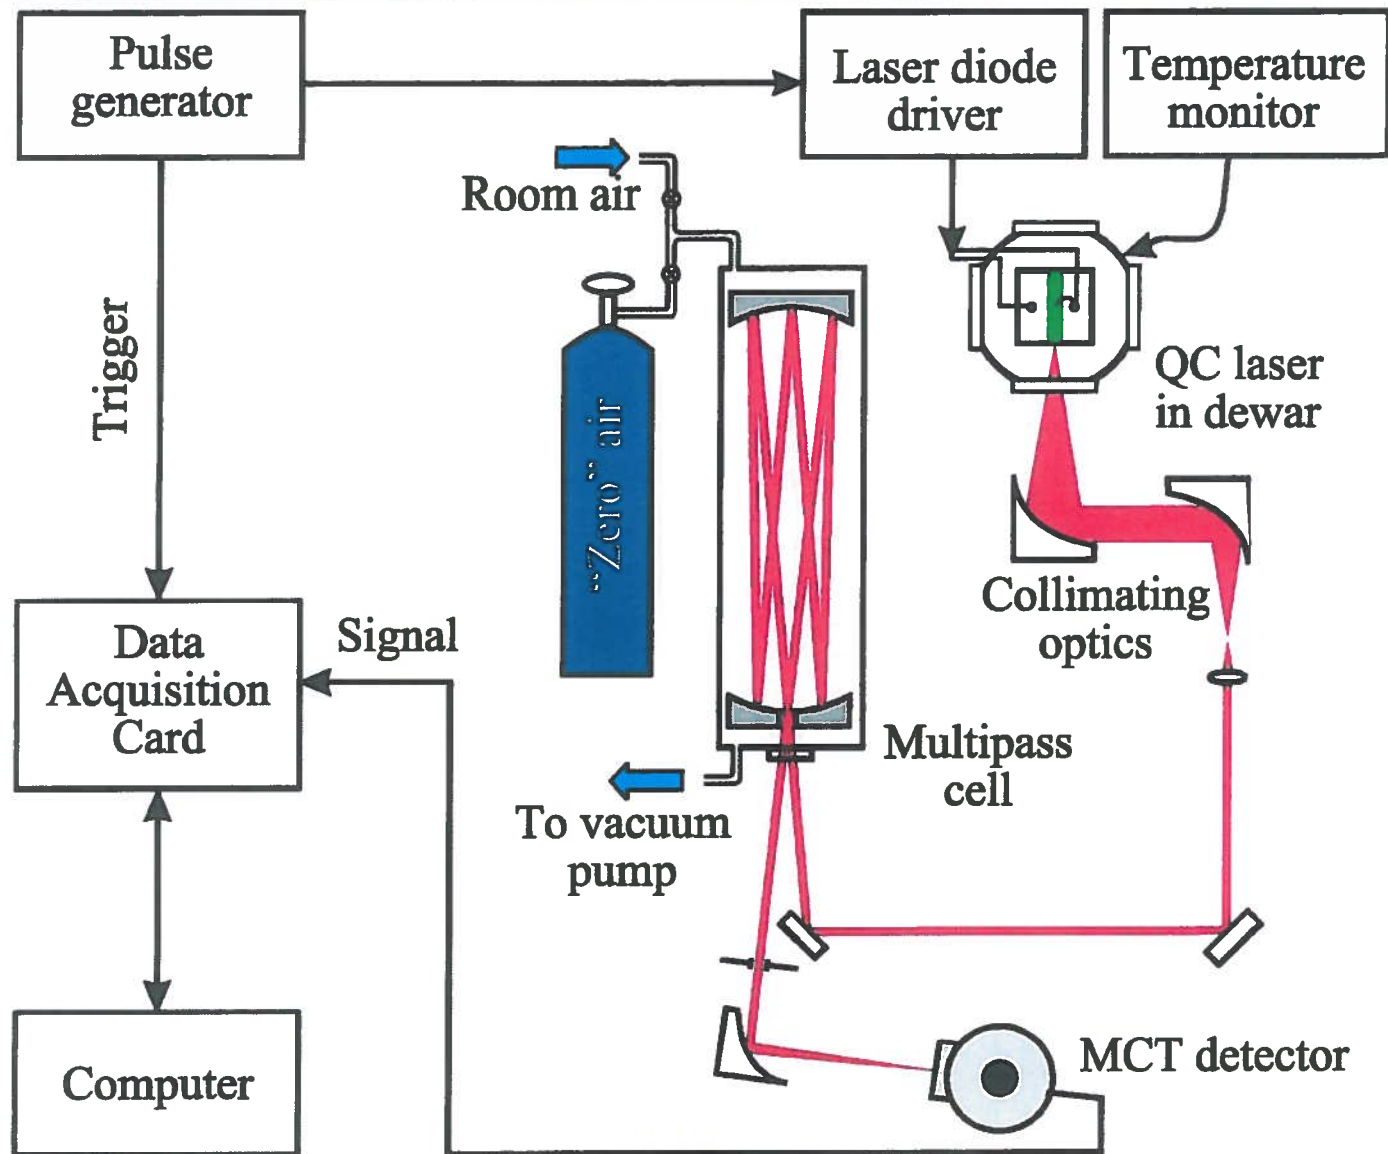 Pulse
generator
Laser diode
driver
Temperature
monitor
Room air
Trigger
"Zero" air
QC laser
in dewar
Collimating
optics
Signal
Data
Acquisition
Card
Multipass
cell
To vacuum
pump
Computer
MCT detector